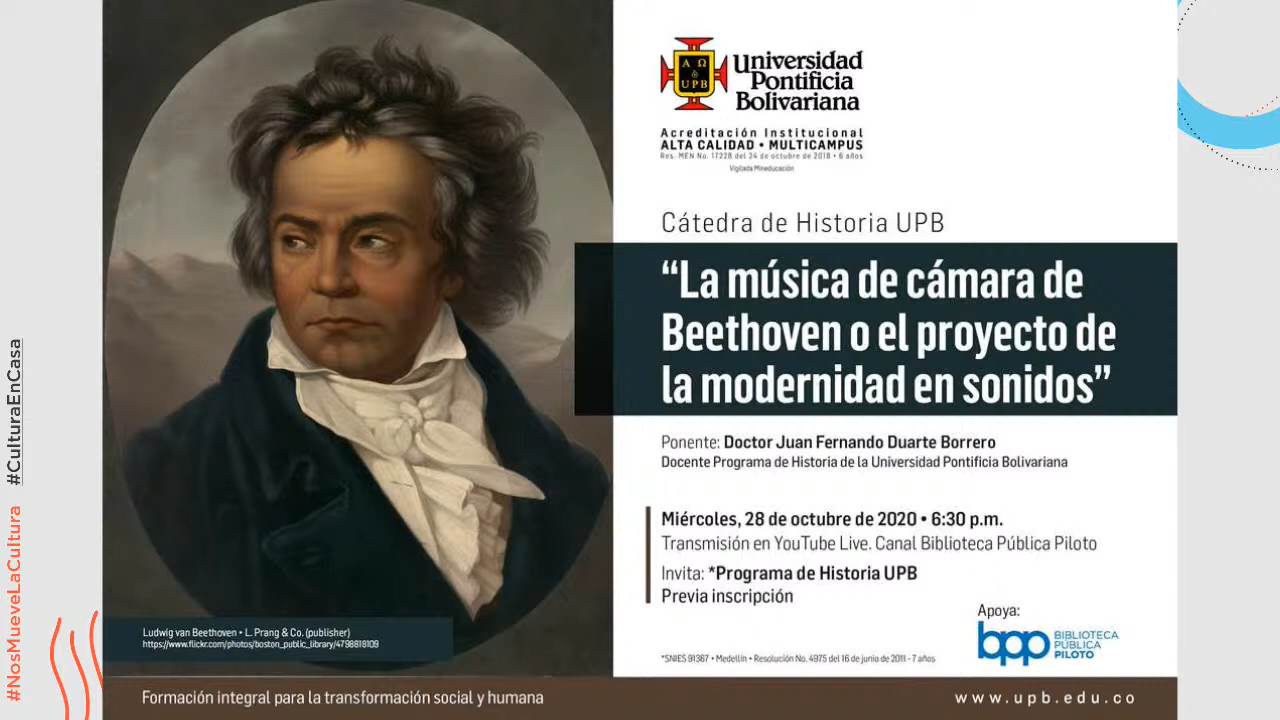 #NosMueveLaCultura #CulturaEnCasa
Α Ω
&
U P B
Universidad
Pontificia
Bolivariana
Acreditación Institucional
ALTA CALIDAD • MULTICAMPUS
Res. MEN No. 17228 del 24 de octubre de 2018 • 6 años
Vigilada Mineducación
Cátedra de Historia UPB
“La música de cámara de
Beethoven o el proyecto de
la modernidad en sonidos”
Ponente: Doctor Juan Fernando Duarte Borrero
Docente Programa de Historia de la Universidad Pontificia Bolivariana
Miércoles, 28 de octubre de 2020 • 6:30 p.m.
Transmisión en YouTube Live. Canal Biblioteca Pública Piloto
Invita: *Programa de Historia UPB
Previa inscripción
Apoya:
bpp BIBLIOTECA
PÚBLICA
PILOTO
*SNIES 91367 • Medellín • Resolución No. 4975 del 16 de junio de 2011 - 7 años
Ludwig van Beethoven • L. Prang & Co. (publisher)
https://www.flickr.com/photos/boston_public_library/4798818109
Formación integral para la transformación social y humana
www.upb.edu.co